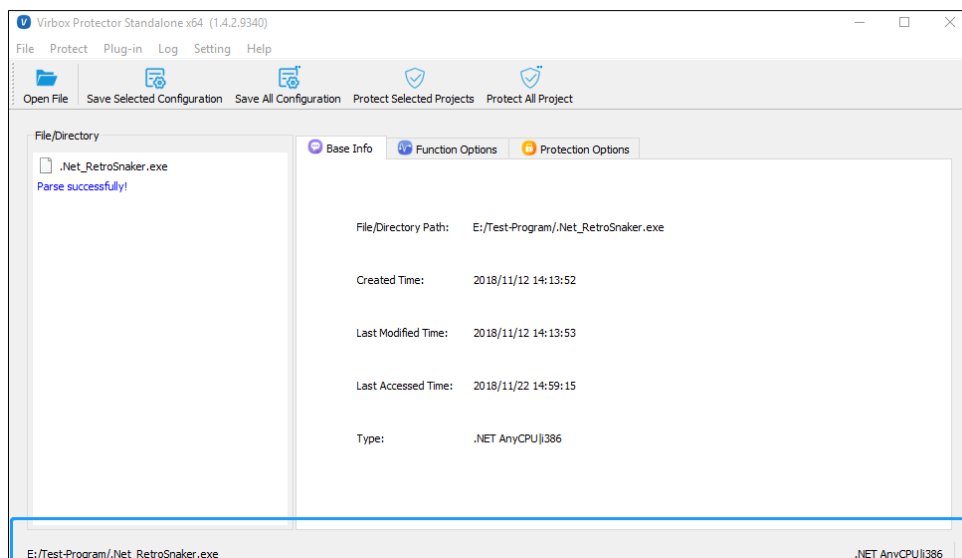 Virbox Protector Standalone x64 (1.4.2.9340)
File Protect Plug-in Log Setting Help
Open File Save Selected Configuration Save All Configuration Protect Selected Projects Protect All Project
File/Directory
.Net_RetroSnaker.exe
Parse successfully!
Base Info Function Options Protection Options
File/Directory Path: E:/Test-Program/.Net_RetroSnaker.exe
Created Time: 2018/11/12 14:13:52
Last Modified Time: 2018/11/12 14:13:53
Last Accessed Time: 2018/11/22 14:59:15
Type: .NET AnyCPU|i386
E:/Test-Program/.Net_RetroSnaker.exe .NET AnyCPU|i386